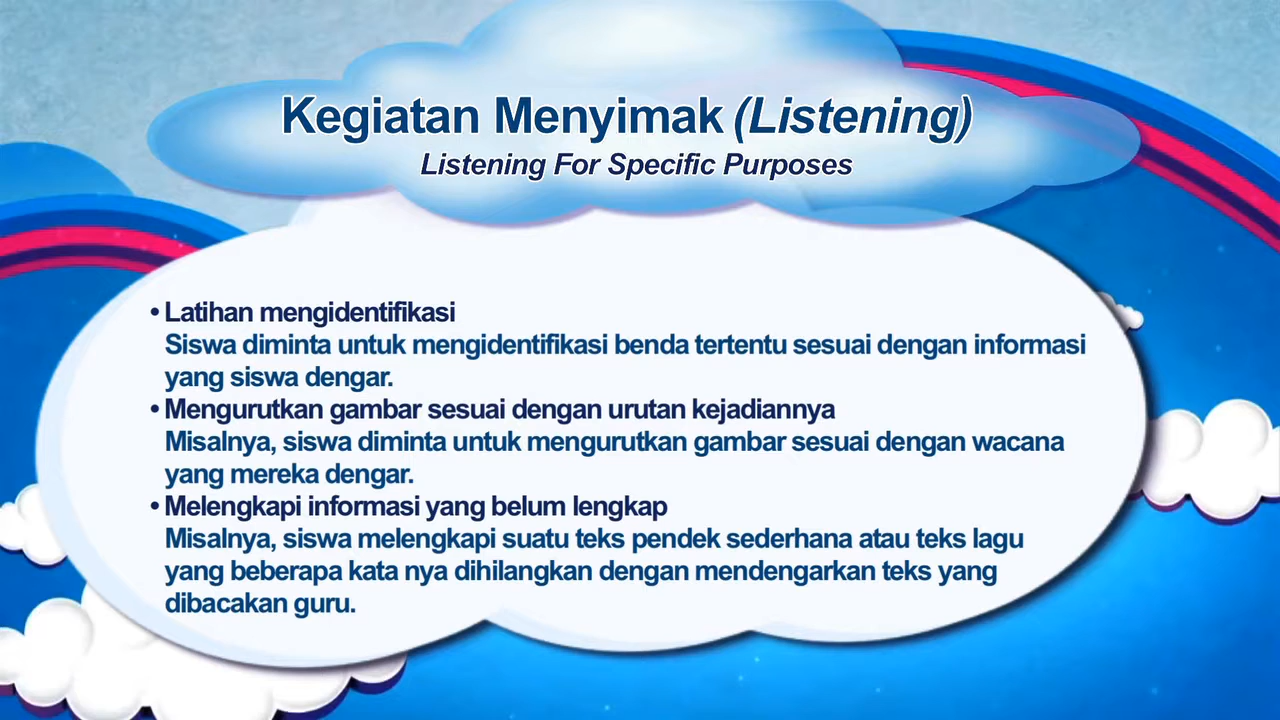 Kegiatan Menyimak (Listening)
Listening For Specific Purposes
• Latihan mengidentifikasi
Siswa diminta untuk mengidentifikasi benda tertentu sesuai dengan informasi
yang siswa dengar.
• Mengurutkan gambar sesuai dengan urutan kejadiannya
Misalnya, siswa diminta untuk mengurutkan gambar sesuai dengan wacana
yang mereka dengar.
• Melengkapi informasi yang belum lengkap
Misalnya, siswa melengkapi suatu teks pendek sederhana atau teks lagu
yang beberapa kata nya dihilangkan dengan mendengarkan teks yang
dibacakan guru.